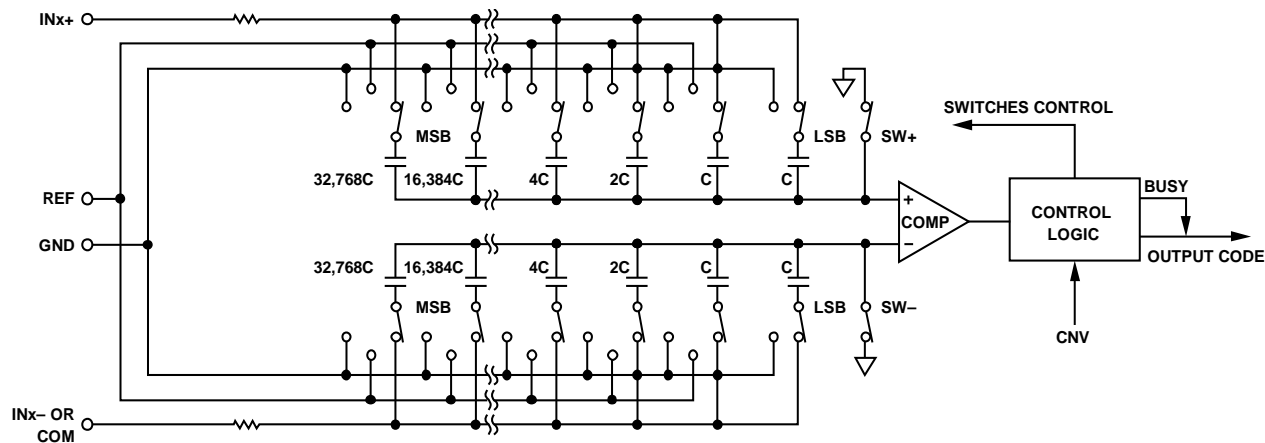 INx+
MSB
LSB
SW+
SWITCHES CONTROL
32,768C
16,384C
4C
2C
C
C
BUSY
REF
+
COMP
CONTROL
LOGIC
GND
−
OUTPUT CODE
32,768C
16,384C
4C
2C
C
C
MSB
LSB
SW−
CNV
INx− OR
COM